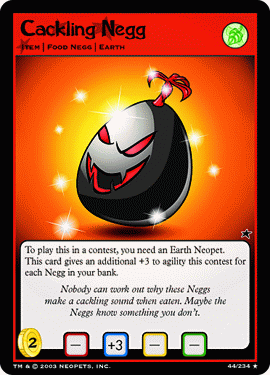 Cackling Negg
Item | Food Negg | Earth
To play this in a contest, you need an Earth Neopet.
This card gives an additional +3 to agility this contest for
each Negg in your bank.
Nobody can work out why these Neggs
make a cackling sound when eaten. Maybe the
Neggs know something you don't.
2 − +3 − −
TM & © 2003 NEOPETS, INC. 44/234 ★